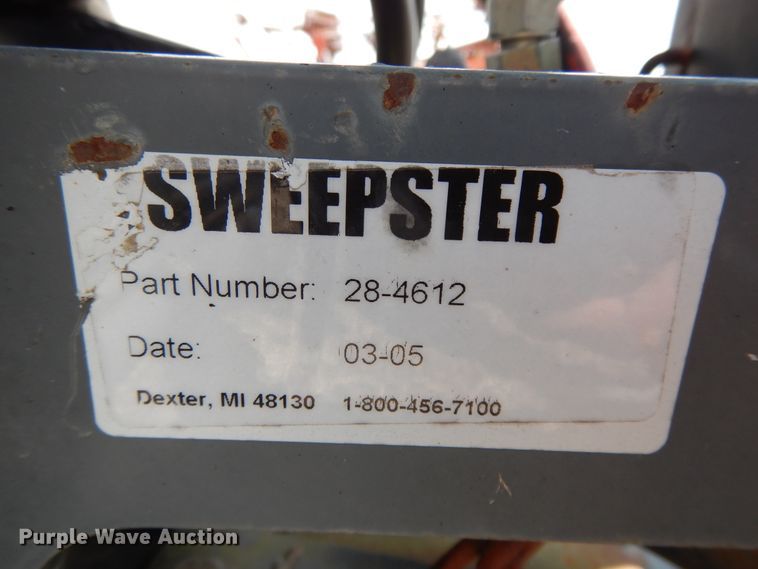 SWEEPSTER
Part Number: 28-4612
Date: 03-05
Dexter, MI 48130 1-800-456-7100
Purple Wave Auction